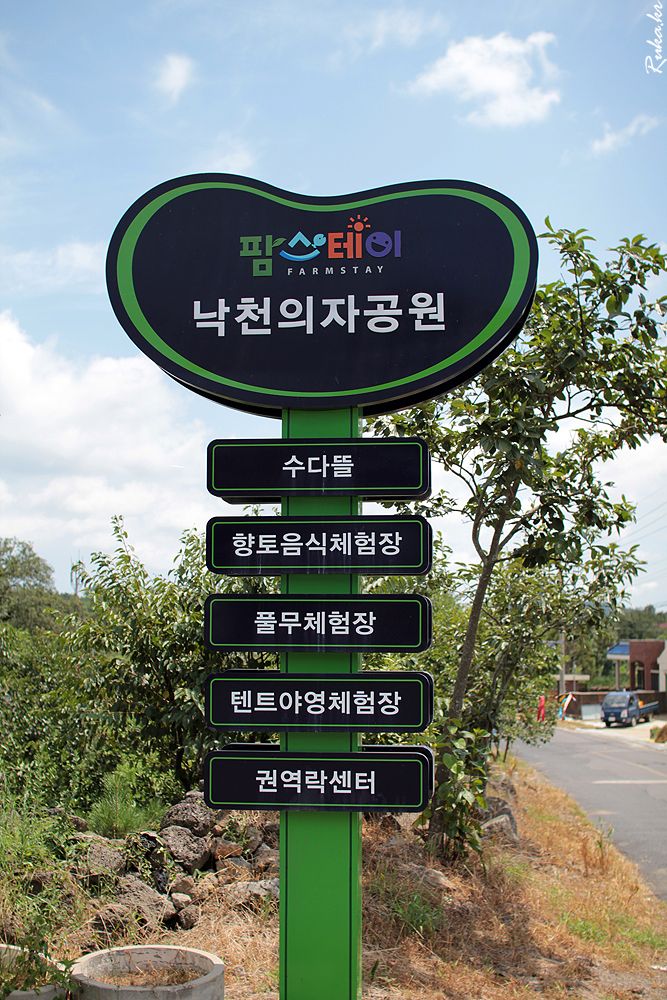 Ruha.kr
팜스테이
FARMSTAY
낙천의자공원
수다뜰
향토음식체험장
풀무체험장
텐트야영체험장
권역락센터